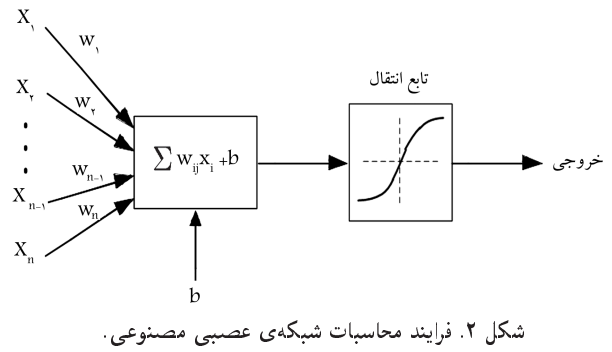 X۱
w۱
تابع انتقال
X۲
w۲
∑ wijxi +b
خروجی
wn-۱
Xn-۱
wn
Xn
b
شکل ۲. فرایند محاسبات شبکه‌ی عصبی مصنوعی.